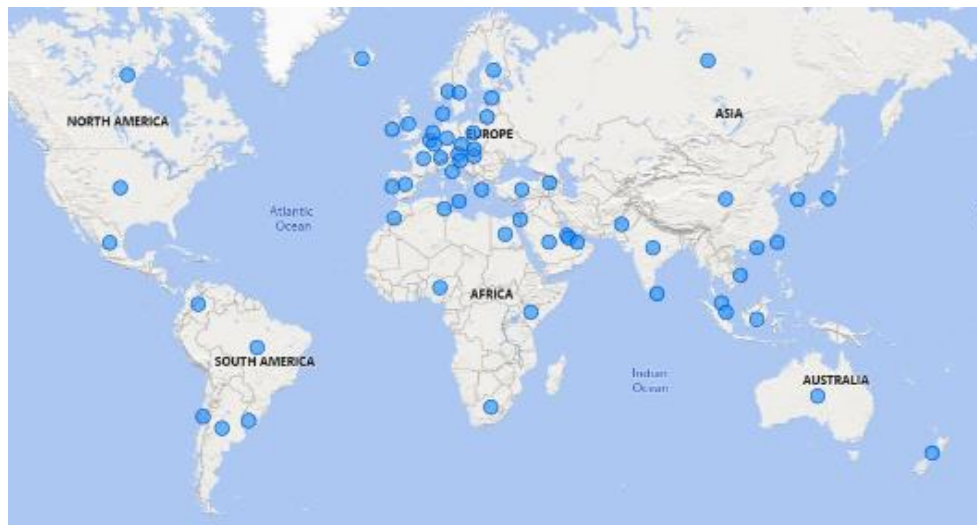 NORTH AMERICA
EUROPE
ASIA
Atlantic
Ocean
AFRICA
SOUTH AMERICA
Indian
Ocean
AUSTRALIA